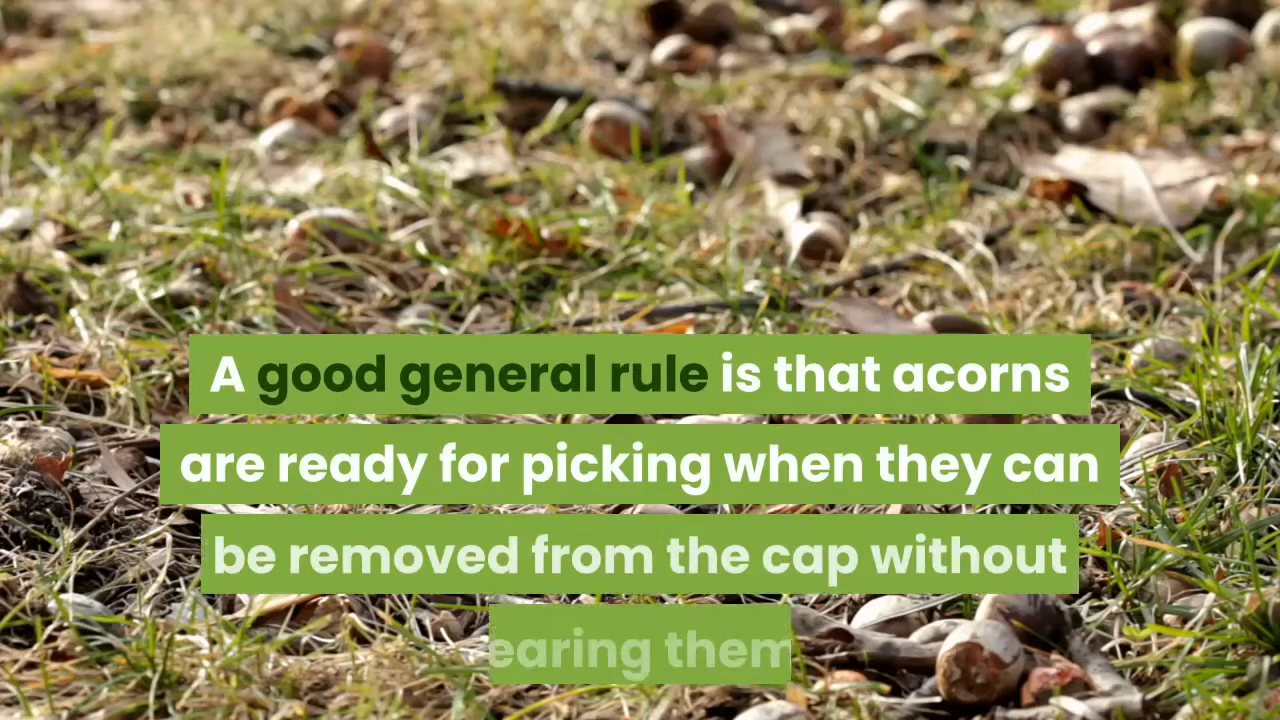 A good general rule is that acorns
are ready for picking when they can
be removed from the cap without
earing them